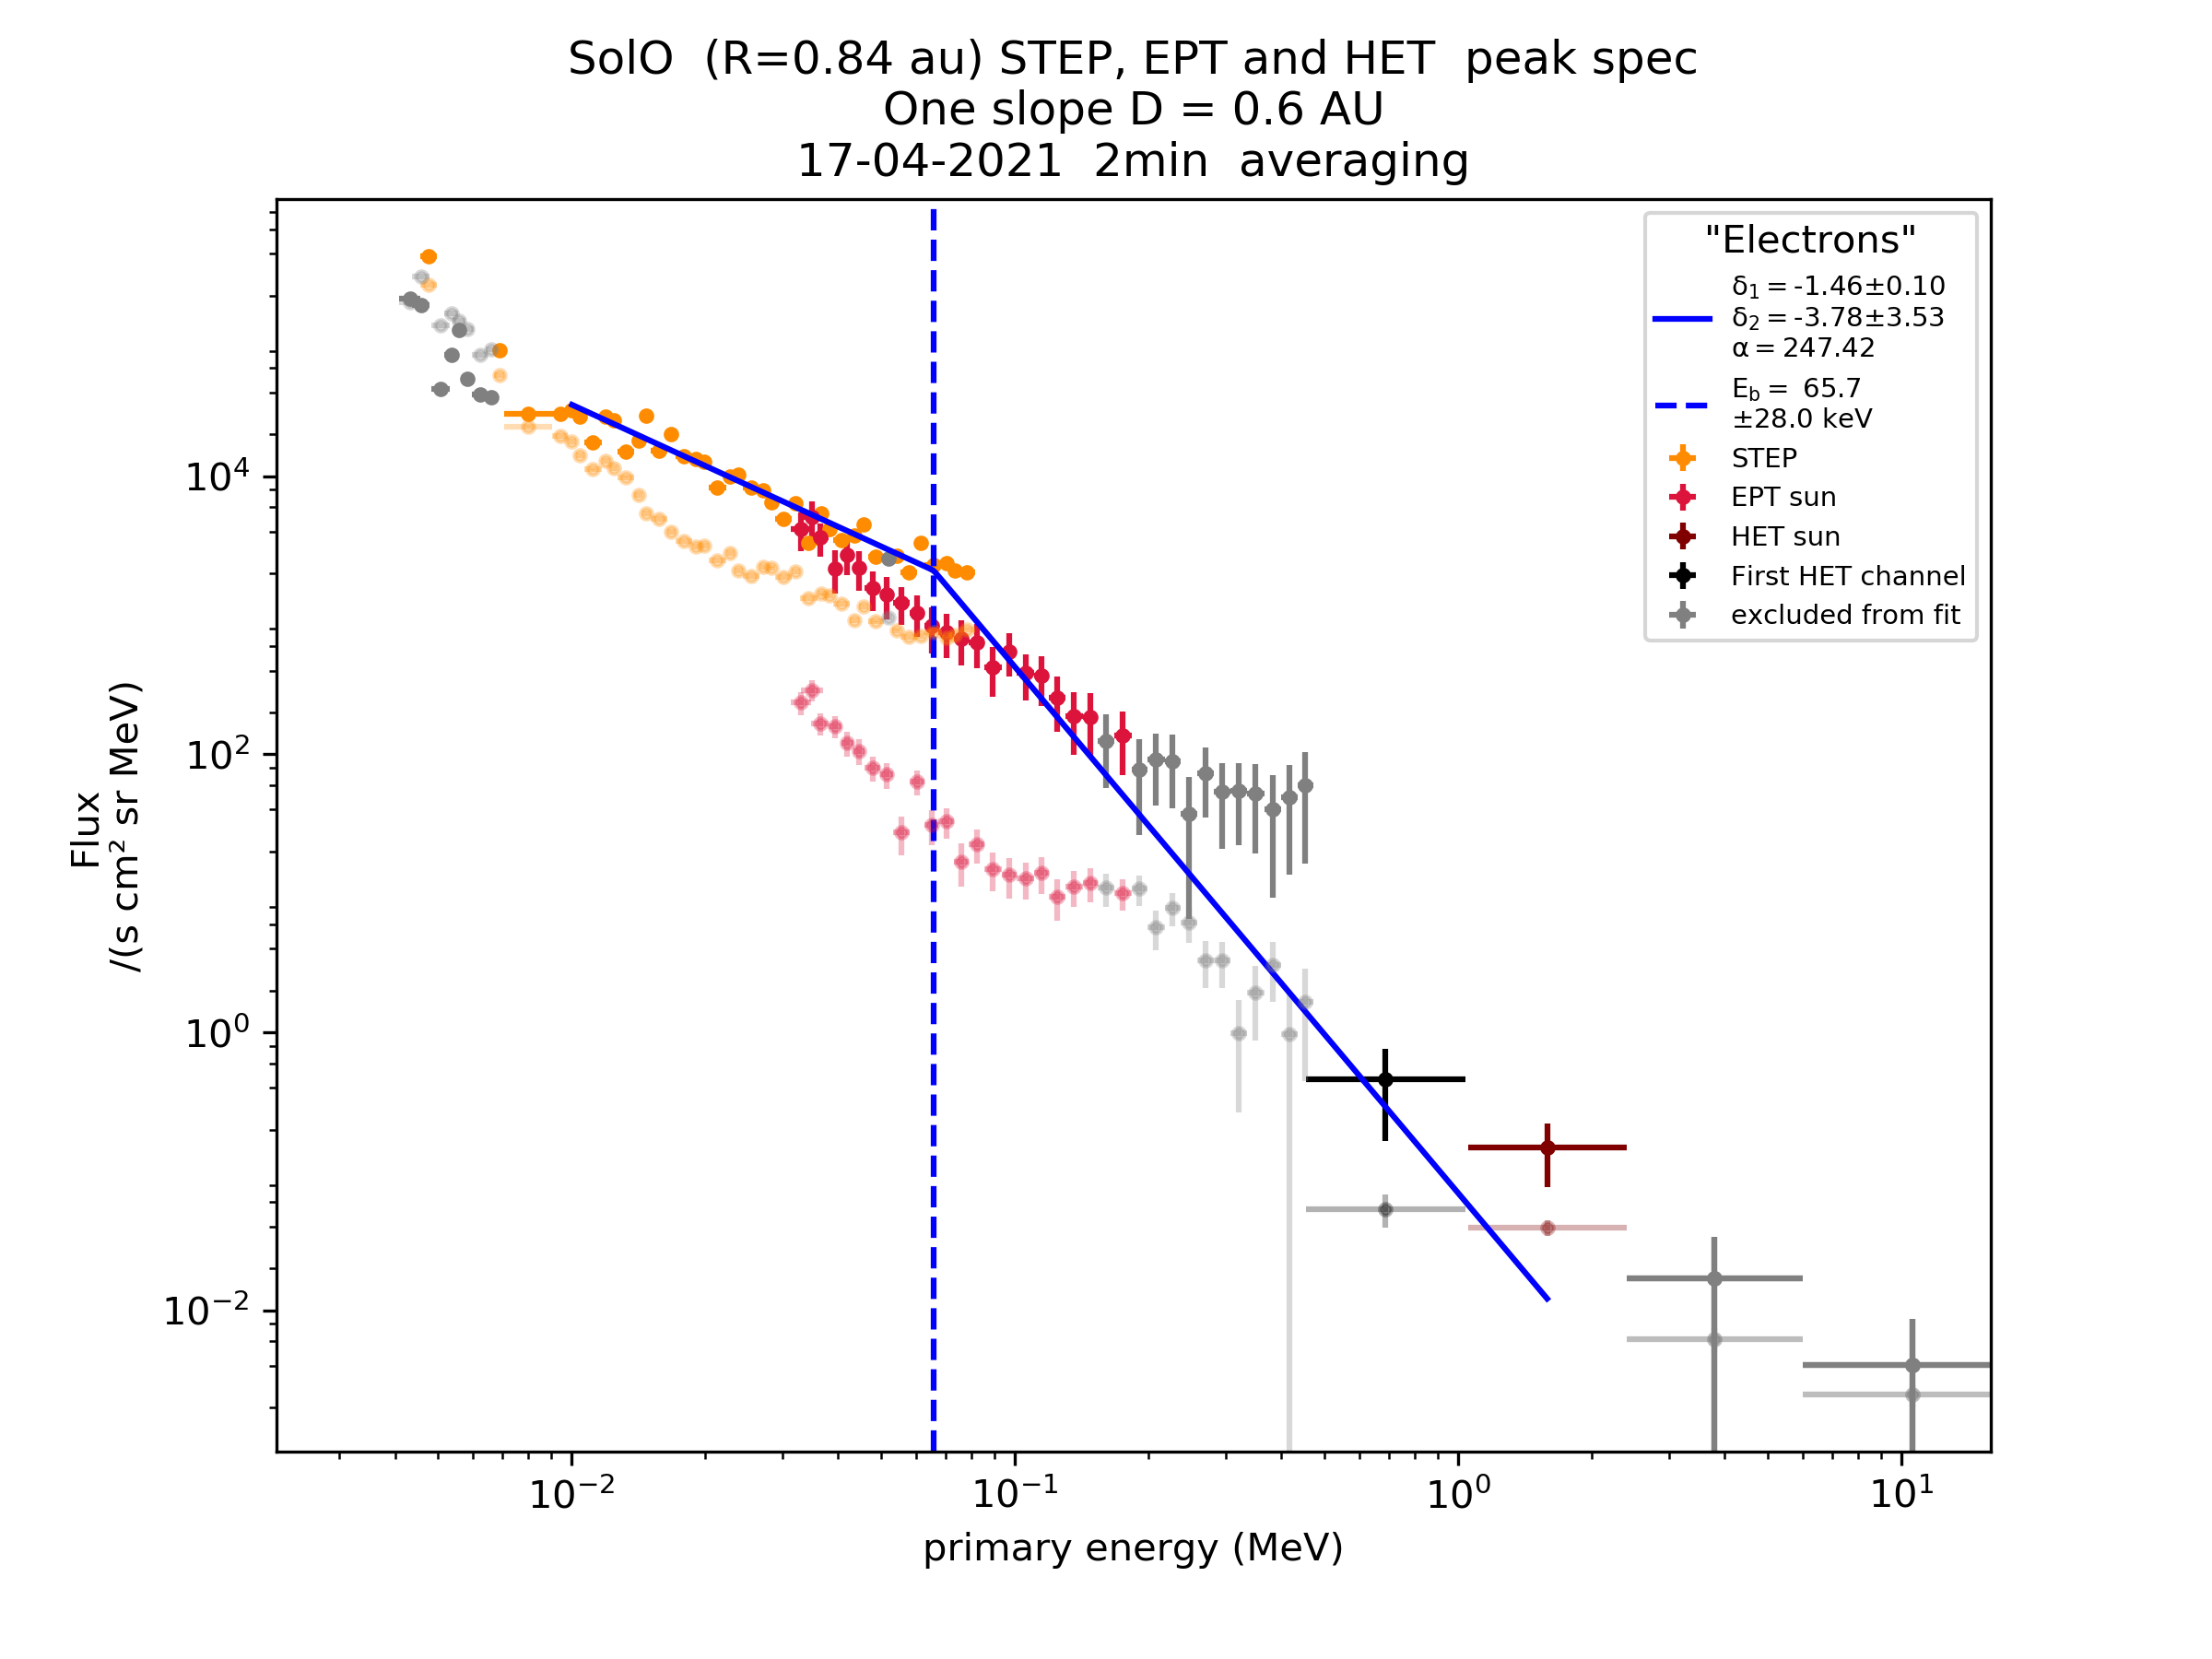 SolO  (R=0.84 au) STEP, EPT and HET  peak spec
One slope D = 0.6 AU
17-04-2021  2min  averaging
"Electrons"
δ₁ = -1.46±0.10
δ₂ = -3.78±3.53
α = 247.42
E_b = 65.7
±28.0 keV
STEP
EPT sun
HET sun
First HET channel
excluded from fit
Flux
/(s cm² sr MeV)
10⁴
10²
10⁰
10⁻²
10⁻²
10⁻¹
10⁰
10¹
primary energy (MeV)